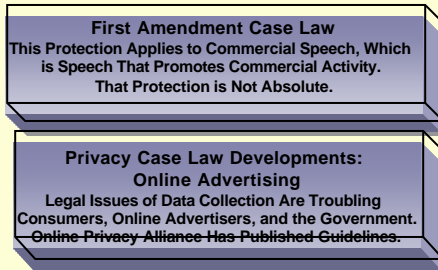 First Amendment Case Law
This Protection Applies to Commercial Speech, Which
is Speech That Promotes Commercial Activity.
That Protection is Not Absolute.
Privacy Case Law Developments:
Online Advertising
Legal Issues of Data Collection Are Troubling
Consumers, Online Advertisers, and the Government.
Online Privacy Alliance Has Published Guidelines.